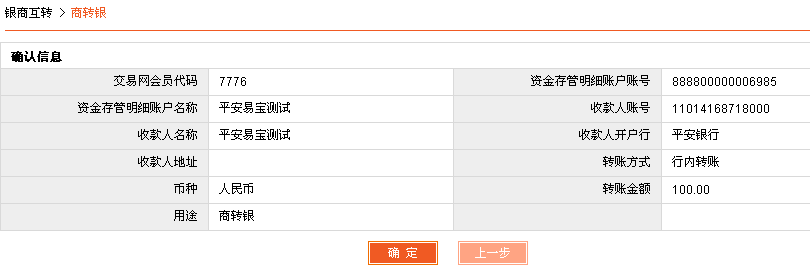 银商互转 > 商转银
确认信息
交易网会员代码 7776 资金存管明细账户账号 888800000006985
资金存管明细账户名称 平安易宝测试 收款人账号 11014168718000
收款人名称 平安易宝测试 收款人开户行 平安银行
收款人地址 转账方式 行内转账
币种 人民币 转账金额 100.00
用途 商转银
确 定 上一步